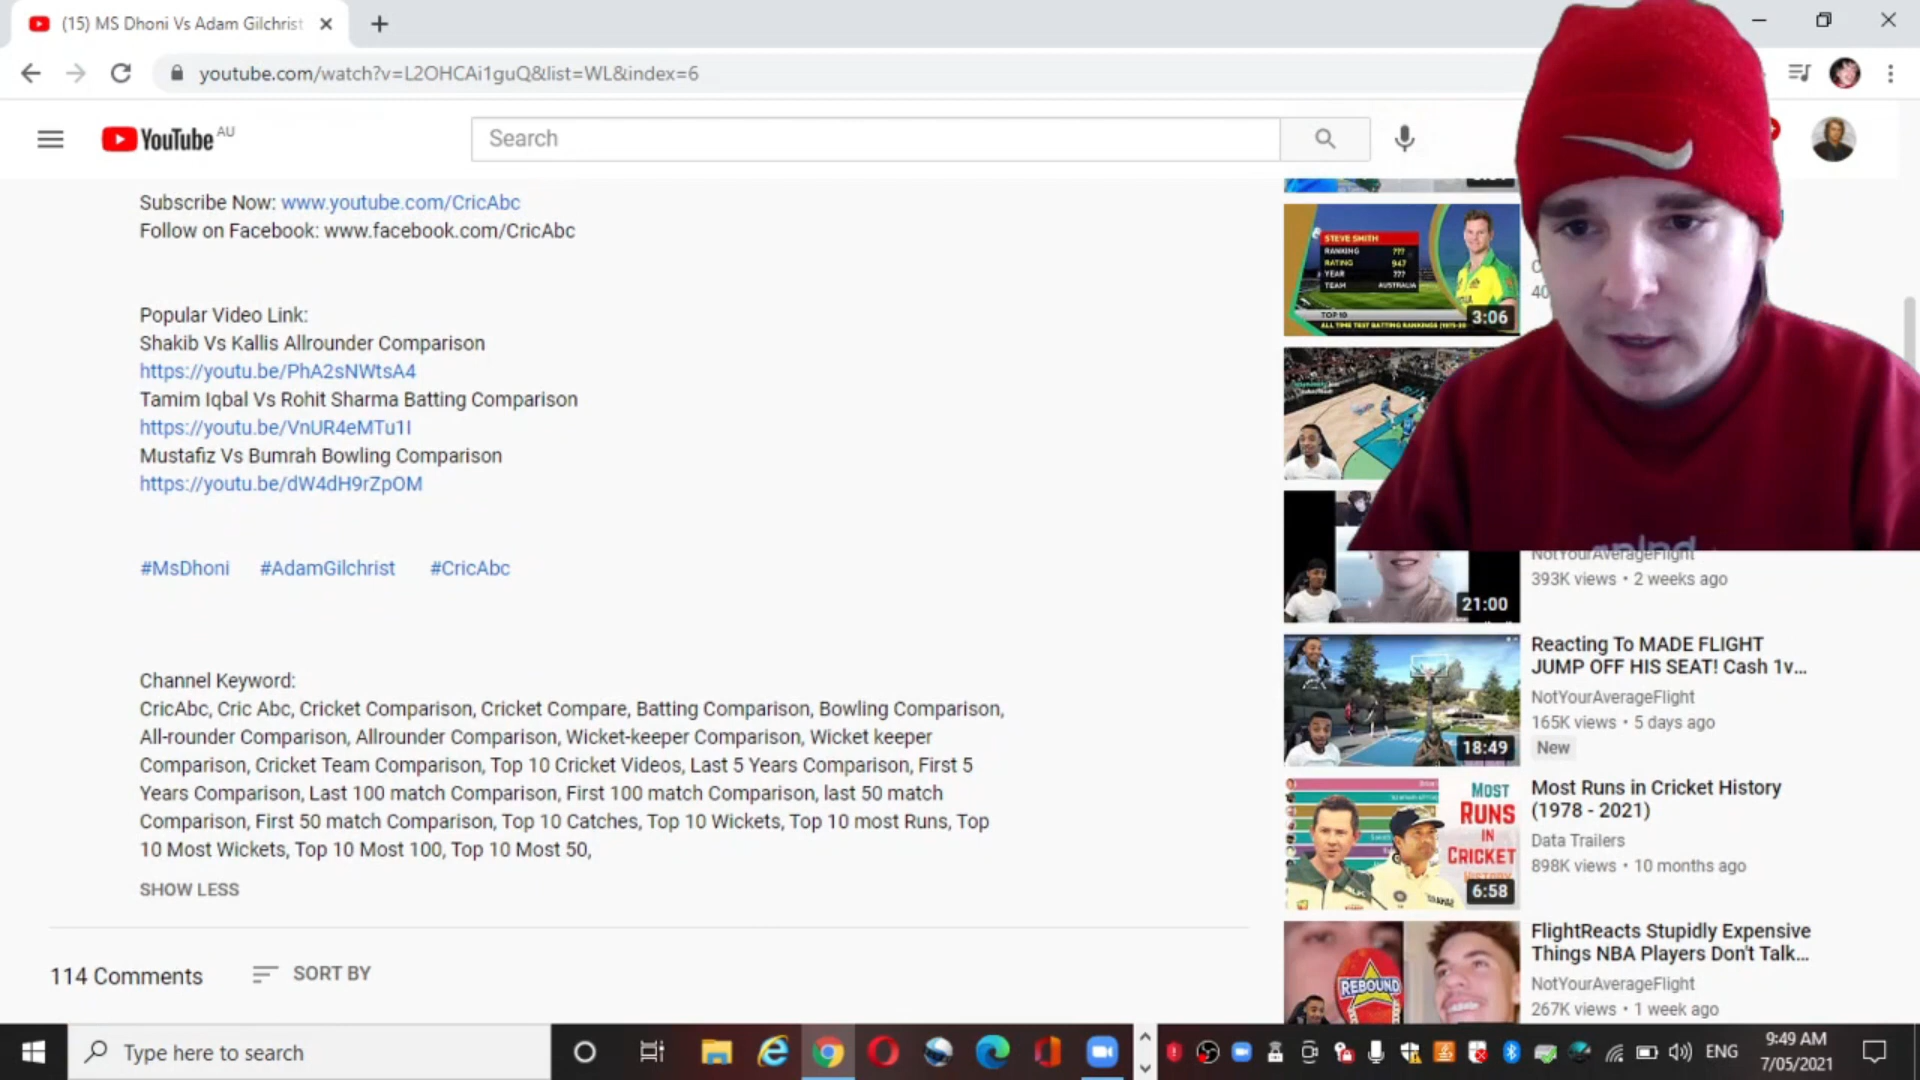 (15) MS Dhoni Vs Adam Gilchrist
youtube.com/watch?v=L2OHCAi1guQ&list=WL&index=6
YouTube AU
Search
Subscribe Now: www.youtube.com/CricAbc
Follow on Facebook: www.facebook.com/CricAbc
Popular Video Link:
Shakib Vs Kallis Allrounder Comparison
https://youtu.be/PhA2sNWtsA4
Tamim Iqbal Vs Rohit Sharma Batting Comparison
https://youtu.be/VnUR4eMTu1I
Mustafiz Vs Bumrah Bowling Comparison
https://youtu.be/dW4dH9rZpOM
#MsDhoni #AdamGilchrist #CricAbc
Channel Keyword:
CricAbc, Cric Abc, Cricket Comparison, Cricket Compare, Batting Comparison, Bowling Comparison,
All-rounder Comparison, Allrounder Comparison, Wicket-keeper Comparison, Wicket keeper
Comparison, Cricket Team Comparison, Top 10 Cricket Videos, Last 5 Years Comparison, First 5
Years Comparison, Last 100 match Comparison, First 100 match Comparison, last 50 match
Comparison, First 50 match Comparison, Top 10 Catches, Top 10 Wickets, Top 10 most Runs, Top
10 Most Wickets, Top 10 Most 100, Top 10 Most 50,
SHOW LESS
114 Comments
SORT BY
STEVE SMITH
RANKING ???
RATING 947
YEAR ???
TEAM AUSTRALIA
TOP 10
3:06
40
NotYourAverageFlight
393K views • 2 weeks ago
21:00
Reacting To MADE FLIGHT
JUMP OFF HIS SEAT! Cash 1v...
NotYourAverageFlight
165K views • 5 days ago
New
18:49
MOST
RUNS
IN
CRICKET
HISTORY
6:58
Most Runs in Cricket History
(1978 - 2021)
Data Trailers
898K views • 10 months ago
FlightReacts Stupidly Expensive
Things NBA Players Don't Talk...
NotYourAverageFlight
267K views • 1 week ago
REBOUND
Type here to search
ENG
9:49 AM
7/05/2021